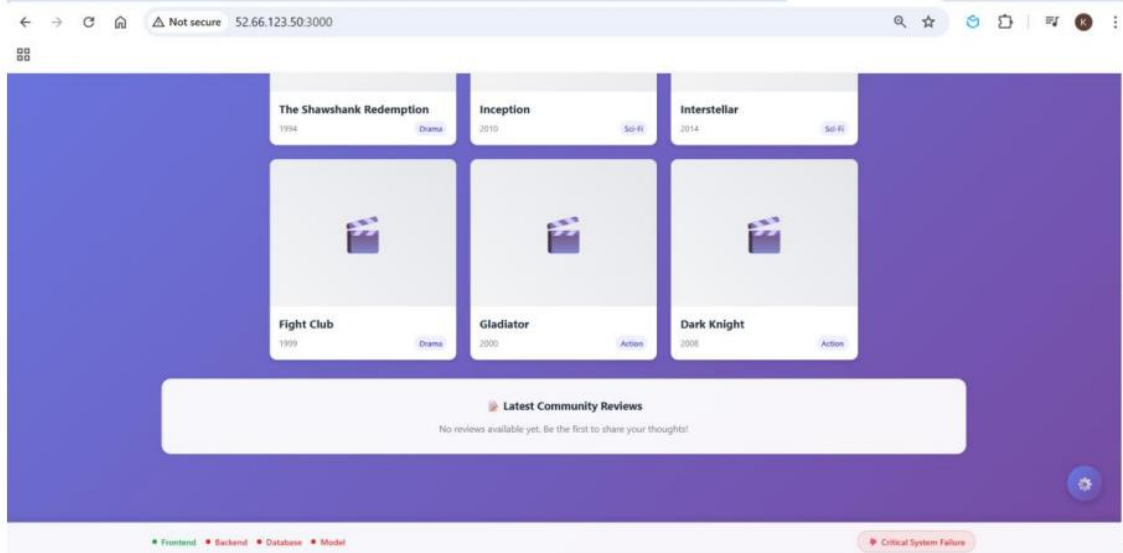 Not secure 52.66.123.50:3000
K
The Shawshank Redemption
1994 Drama
Inception
2010 Sci-Fi
Interstellar
2014 Sci-Fi
Fight Club
1999 Drama
Gladiator
2000 Action
Dark Knight
2008 Action
Latest Community Reviews
No reviews available yet. Be the first to share your thoughts!
Frontend Backend Database Model
Critical System Failure